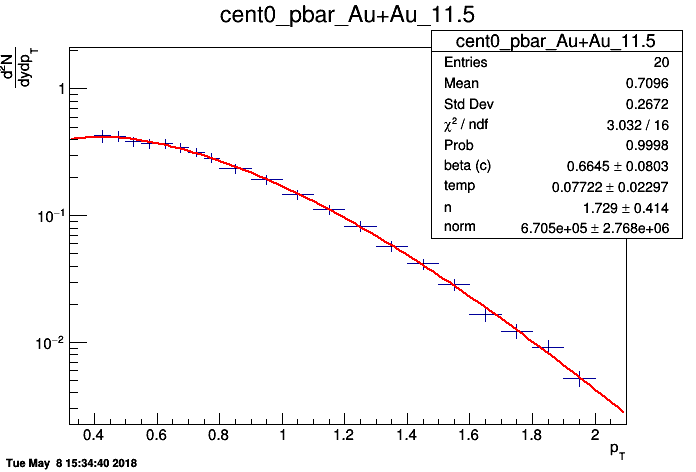 cent0_pbar_Au+Au_11.5
d²N
dydp_T
cent0_pbar_Au+Au_11.5
Entries 20
Mean 0.7096
Std Dev 0.2672
χ² / ndf 3.032 / 16
Prob 0.9998
beta (c) 0.6645 ± 0.0803
temp 0.07722 ± 0.02297
n 1.729 ± 0.414
norm 6.705e+05 ± 2.768e+06
1
10⁻¹
10⁻²
0.4 0.6 0.8 1 1.2 1.4 1.6 1.8 2
p_T
Tue May 8 15:34:40 2018